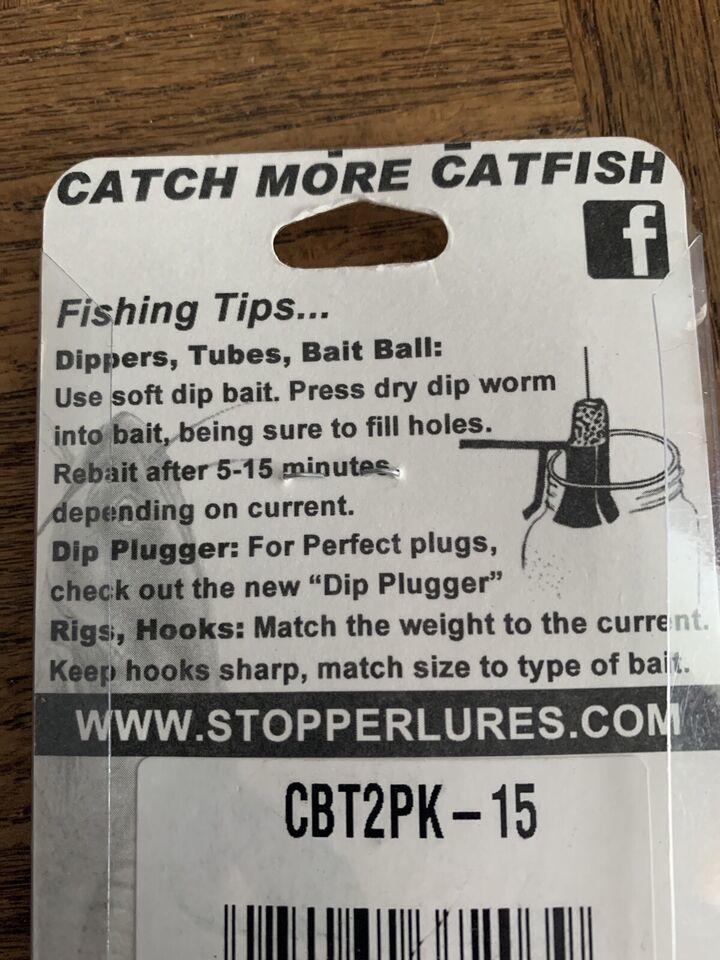 CATCH MORE CATFISH
f
Fishing Tips...
Dippers, Tubes, Bait Ball:
Use soft dip bait. Press dry dip worm
into bait, being sure to fill holes.
Rebait after 5-15 minutes,
depending on current.
Dip Plugger: For Perfect plugs,
check out the new “Dip Plugger”
Rigs, Hooks: Match the weight to the current.
Keep hooks sharp, match size to type of bait.
WWW.STOPPERLURES.COM
CBT2PK-15